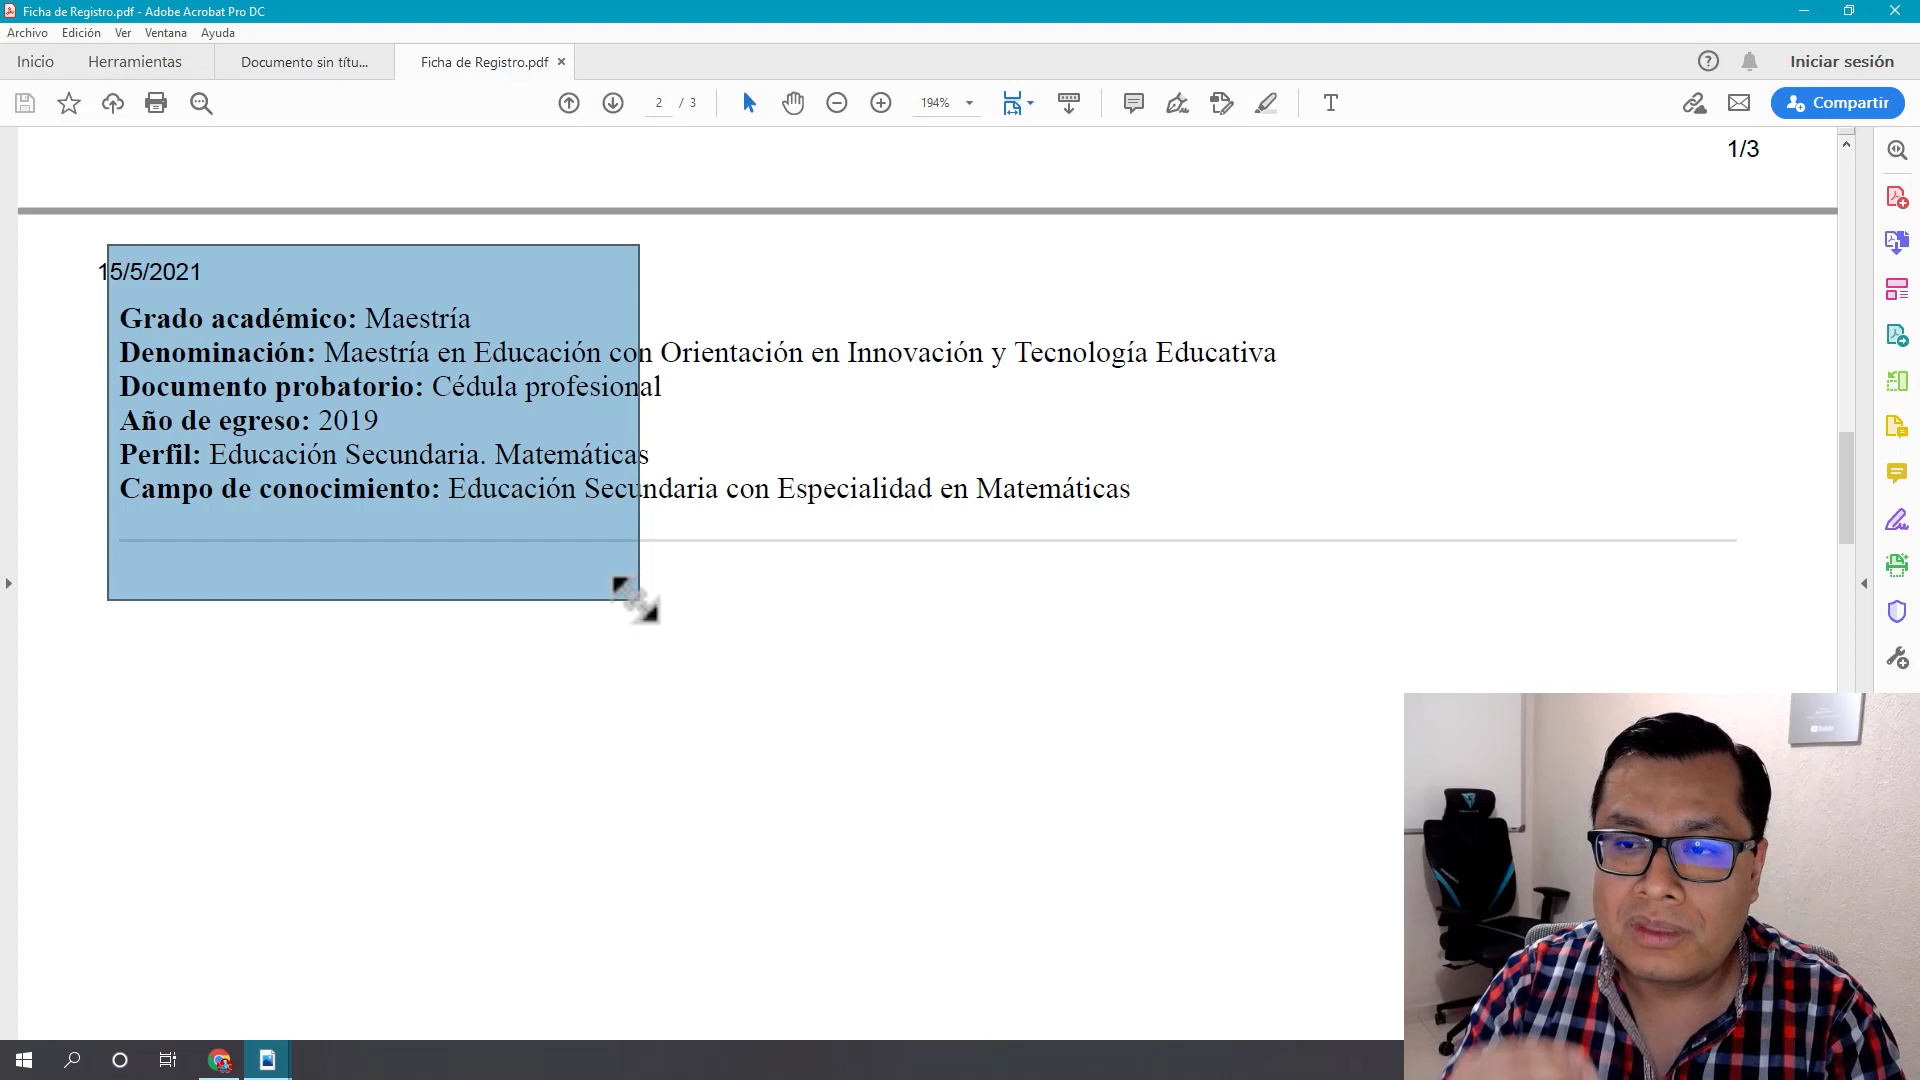 Ficha de Registro.pdf - Adobe Acrobat Pro DC
Archivo Edición Ver Ventana Ayuda
Inicio Herramientas Documento sin títu... Ficha de Registro.pdf × Iniciar sesión
2 / 3 194% Compartir
1/3
15/5/2021
Grado académico: Maestría
Denominación: Maestría en Educación con Orientación en Innovación y Tecnología Educativa
Documento probatorio: Cédula profesional
Año de egreso: 2019
Perfil: Educación Secundaria. Matemáticas
Campo de conocimiento: Educación Secundaria con Especialidad en Matemáticas